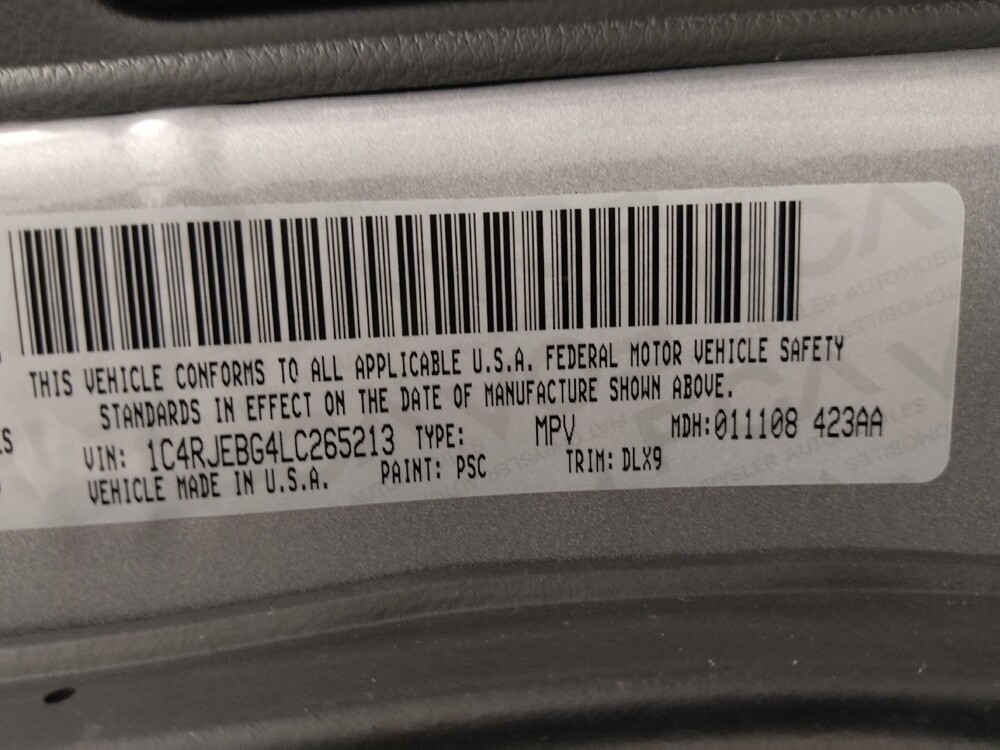 THIS VEHICLE CONFORMS TO ALL APPLICABLE U.S.A. FEDERAL MOTOR VEHICLE SAFETY
STANDARDS IN EFFECT ON THE DATE OF MANUFACTURE SHOWN ABOVE.
VIN: 1C4RJEBG4LC265213 TYPE: MPV MDH:011108 423AA
VEHICLE MADE IN U.S.A. PAINT: PSC TRIM: DLX9